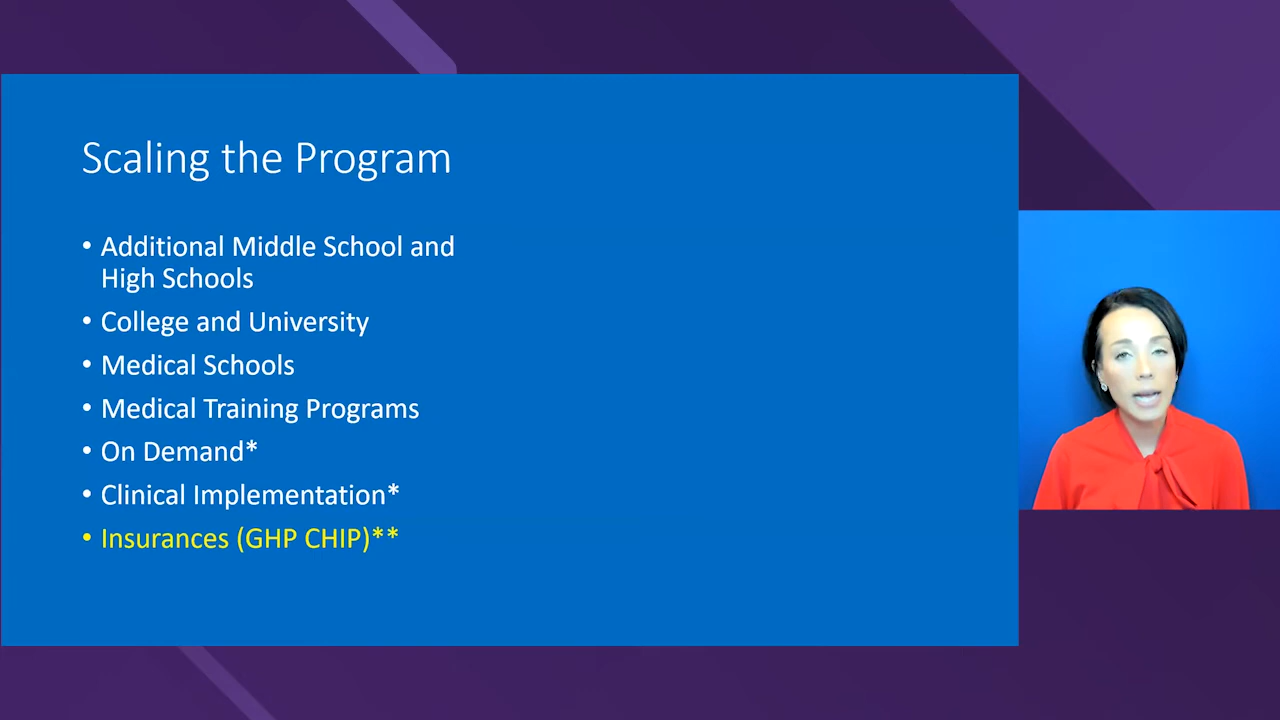 Scaling the Program
• Additional Middle School and
High Schools
• College and University
• Medical Schools
• Medical Training Programs
• On Demand*
• Clinical Implementation*
• Insurances (GHP CHIP)**